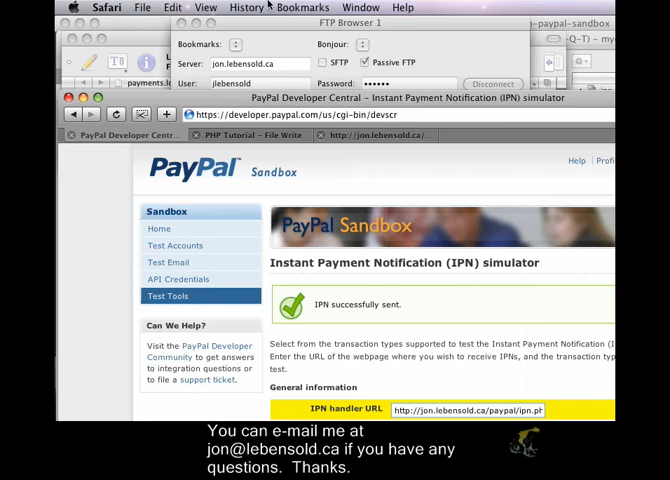 Safari File Edit View History Bookmarks Window Help
-paypal-sandbox
FTP Browser 1
Bookmarks: Bonjour:
-Q-T) - my
Server: jon.lebensold.ca SFTP Passive FTP
payments.l
User: jlebensold Password: •••••• Disconnect
PayPal Developer Central - Instant Payment Notification (IPN) simulator
https://developer.paypal.com/us/cgi-bin/devscr
PayPal Developer Centr... PHP Tutorial - File Write http://jon.lebensold.ca/...
Help Profi
PayPal Sandbox
Sandbox
Home
Test Accounts
Test Email
API Credentials
Test Tools
PayPal Sandbox
Instant Payment Notification (IPN) simulator
IPN successfully sent.
Can We Help?
Visit the PayPal Developer
Community to get answers
to integration questions or
to file a support ticket.
Select from the transaction types supported to test the Instant Payment Notification (I
Enter the URL of the webpage where you wish to receive IPNs, and the transaction typ
test.
General information
IPN handler URL http://jon.lebensold.ca/paypal/ipn.ph
You can e-mail me at
jon@lebensold.ca if you have any
questions. Thanks.